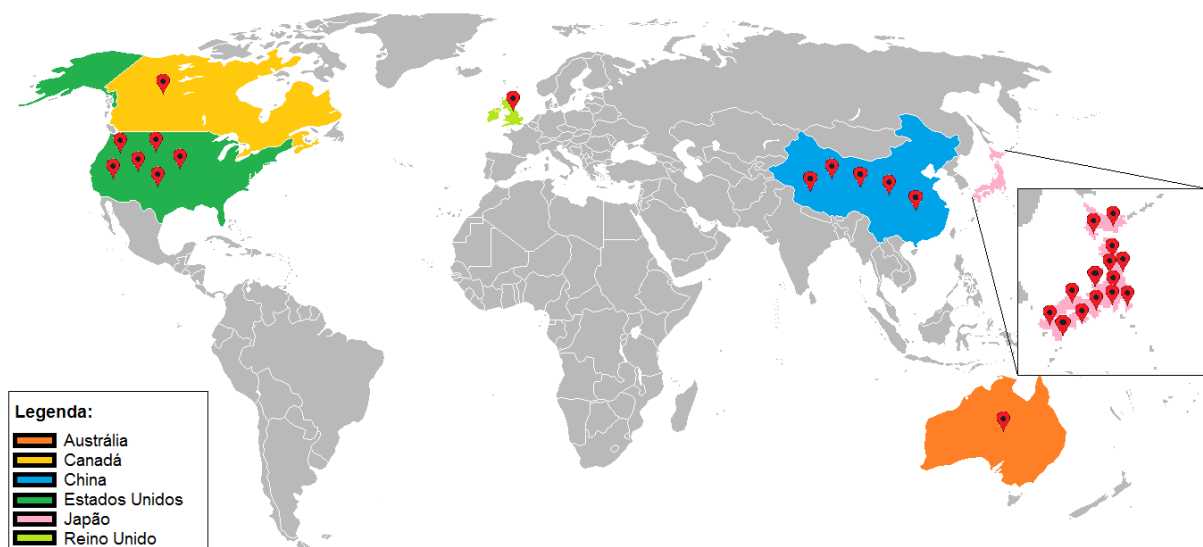 Legenda:
Austrália
Canadá
China
Estados Unidos
Japão
Reino Unido